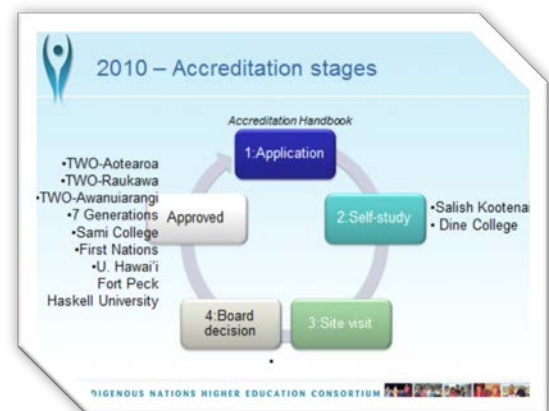 2010 – Accreditation stages
Accreditation Handbook
1:Application
•TWO-Aotearoa
•TWO-Raukawa
•TWO-Awanuiarangi
•7 Generations
•Sami College
•First Nations
•U. Hawai'i
Fort Peck
Haskell University
Approved
2:Self-study
•Salish Kootenai
• Dine College
4:Board
decision
3:Site visit
•
DIGENOUS NATIONS HIGHER EDUCATION CONSORTIUM